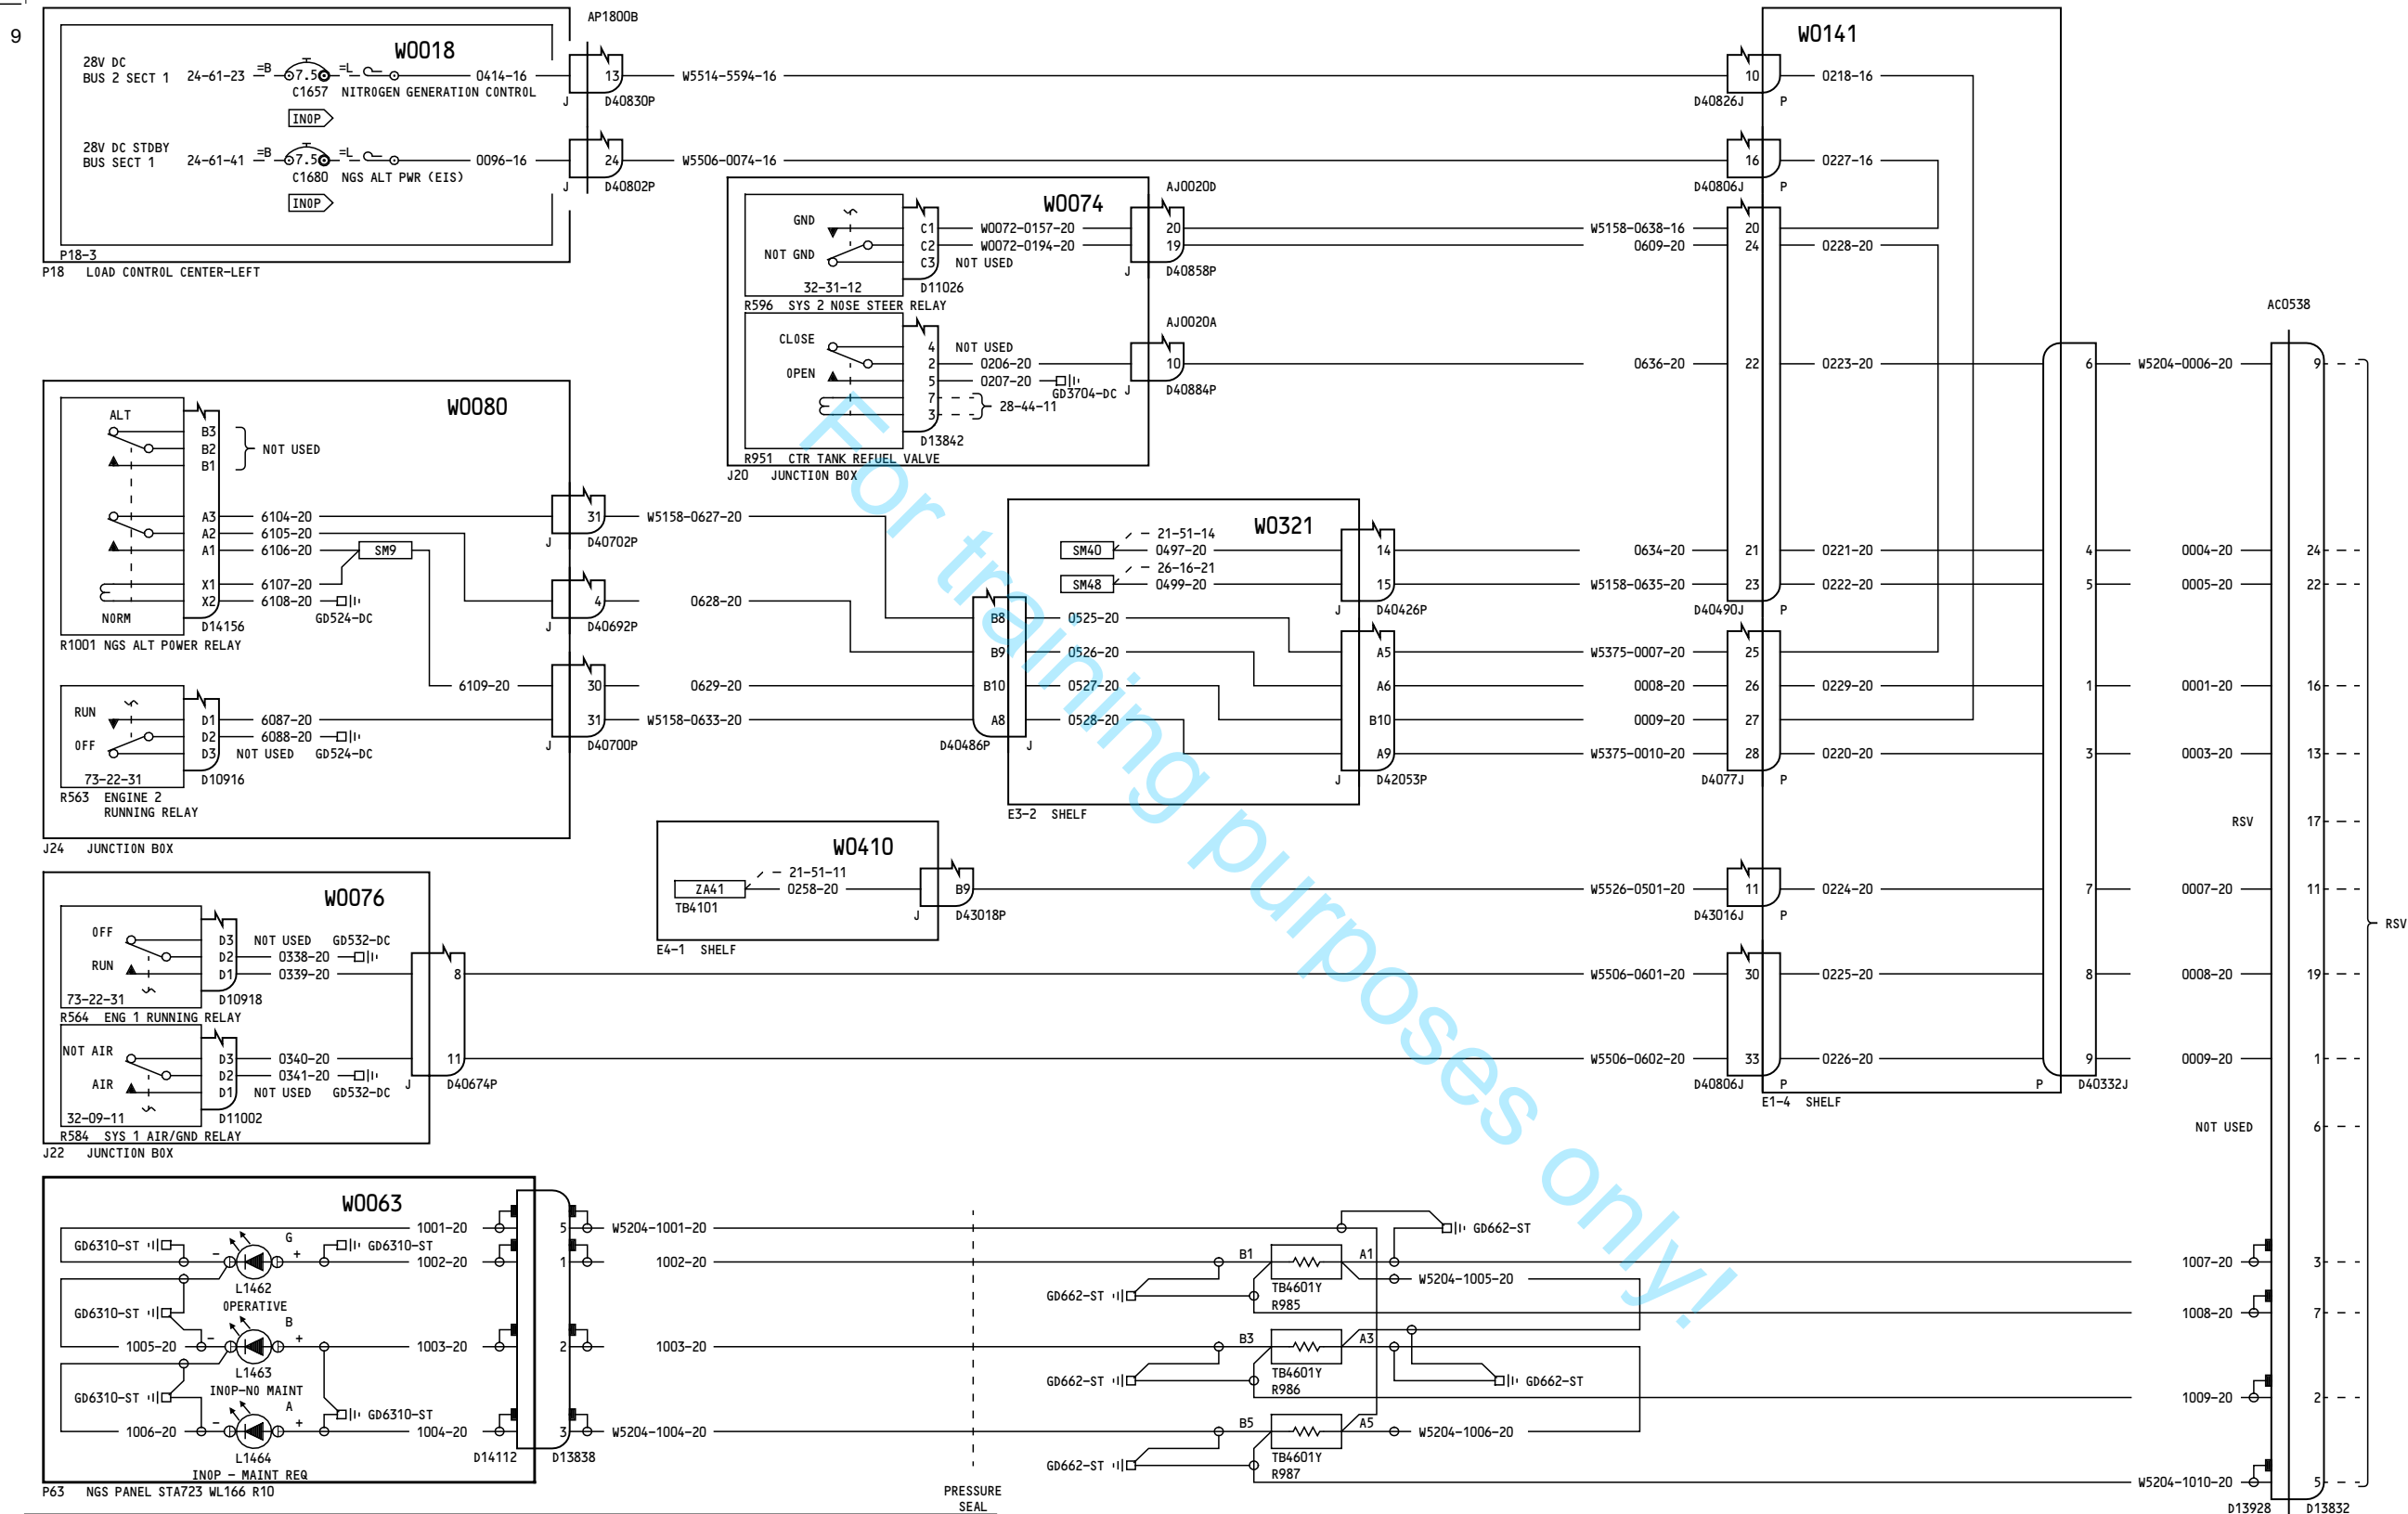 9
AP1800B
W0018
28V DC
BUS 2 SECT 1 24-61-23 =B 7.5 =L 0414-16 13 W5514-5594-16
C1657 NITROGEN GENERATION CONTROL J D40830P
INOP
28V DC STDBY
BUS SECT 1 24-61-41 =B 7.5 =L 0096-16 24 W5506-0074-16
C1680 NGS ALT PWR (EIS) J D40802P
INOP
P18-3
P18 LOAD CONTROL CENTER-LEFT
W0141
10 0218-16
D40826J P
16 0227-16
D40806J P
W0074
AJ0020D
GND C1 W0072-0157-20 20 W5158-0638-16 20
C2 W0072-0194-20 19 0609-20 24 0228-20
NOT GND C3 NOT USED
J D40858P
32-31-12 D11026
R596 SYS 2 NOSE STEER RELAY
AJ0020A
CLOSE 4 NOT USED
2 0206-20 10 0636-20 22 0223-20 6 W5204-0006-20 9
OPEN 5 0207-20 GD3704-DC J D40884P
7
3 28-44-11
D13842
R951 CTR TANK REFUEL VALVE
J20 JUNCTION BOX
AC0538
W0080
ALT
B3
B2 NOT USED
B1
A3 6104-20 31 W5158-0627-20
A2 6105-20 J D40702P
A1 6106-20 SM9
X1 6107-20
X2 6108-20 4 0628-20
NORM GD524-DC J D40692P
D14156
R1001 NGS ALT POWER RELAY
6109-20 30 0629-20
RUN D1 6087-20 31 W5158-0633-20
D2 6088-20 J D40700P
OFF D3 NOT USED GD524-DC
73-22-31 D10916
R563 ENGINE 2
RUNNING RELAY
J24 JUNCTION BOX
W0321
21-51-14
SM40 0497-20 14 0634-20 21 0221-20 4 0004-20 24
26-16-21
SM48 0499-20 15 W5158-0635-20 23 0222-20 5 0005-20 22
J D40426P D40490J P
B8 0525-20
B9 0526-20 A5 W5375-0007-20 25
B10 0527-20 A6 0008-20 26 0229-20 1 0001-20 16
A8 0528-20 B10 0009-20 27
D40486P J
A9 W5375-0010-20 28 0220-20 3 0003-20 13
J D42053P D4077J P
E3-2 SHELF
RSV 17
W0410
21-51-11
ZA41 0258-20 B9 W5526-0501-20 11 0224-20 7 0007-20 11
TB4101 J D43018P D43016J P
E4-1 SHELF
RSV
W0076
OFF D3 NOT USED GD532-DC
D2 0338-20
RUN D1 0339-20 8 W5506-0601-20 30 0225-20 8 0008-20 19
73-22-31 D10918
R564 ENG 1 RUNNING RELAY
NOT AIR D3 0340-20 11 W5506-0602-20 33 0226-20 9 0009-20 1
D2 0341-20 J D40674P D40806J P P D40332J
AIR D1 NOT USED GD532-DC
E1-4 SHELF
32-09-11 D11002
R584 SYS 1 AIR/GND RELAY
J22 JUNCTION BOX
NOT USED 6
W0063
1001-20 5 W5204-1001-20 GD662-ST
G
GD6310-ST - + GD6310-ST
1002-20 1 1002-20 B1 A1 1007-20 3
L1462 TB4601Y W5204-1005-20
OPERATIVE GD662-ST R985
GD6310-ST B 1008-20 7
1005-20 - + 1003-20 2 1003-20 B3 A3
L1463 TB4601Y
INOP-NO MAINT GD662-ST R986 GD662-ST
GD6310-ST A 1009-20 2
GD6310-ST
1006-20 - + 1004-20 3 W5204-1004-20 B5 A5 W5204-1006-20
L1464 D14112 D13838 TB4601Y
INOP - MAINT REQ GD662-ST R987
W5204-1010-20 5
P63 NGS PANEL STA723 WL166 R10
PRESSURE
SEAL
D13928 D13832
For training purposes only!